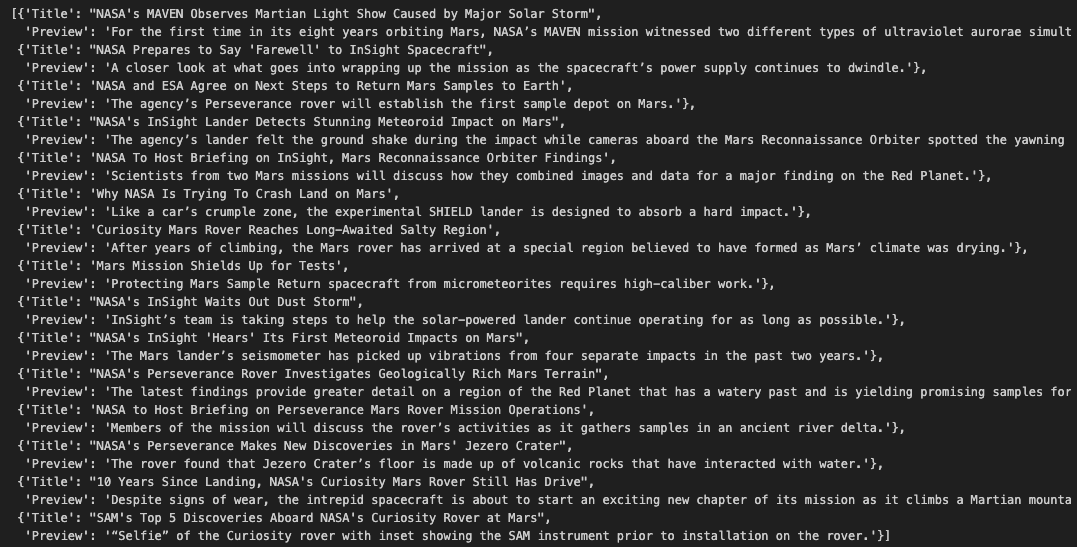 [{'Title': "NASA's MAVEN Observes Martian Light Show Caused by Major Solar Storm",
'Preview': 'For the first time in its eight years orbiting Mars, NASA’s MAVEN mission witnessed two different types of ultraviolet aurorae simult
{'Title': "NASA Prepares to Say 'Farewell' to InSight Spacecraft",
'Preview': 'A closer look at what goes into wrapping up the mission as the spacecraft’s power supply continues to dwindle.'},
{'Title': 'NASA and ESA Agree on Next Steps to Return Mars Samples to Earth',
'Preview': 'The agency’s Perseverance rover will establish the first sample depot on Mars.'},
{'Title': "NASA's InSight Lander Detects Stunning Meteoroid Impact on Mars",
'Preview': 'The agency’s lander felt the ground shake during the impact while cameras aboard the Mars Reconnaissance Orbiter spotted the yawning
{'Title': 'NASA To Host Briefing on InSight, Mars Reconnaissance Orbiter Findings',
'Preview': 'Scientists from two Mars missions will discuss how they combined images and data for a major finding on the Red Planet.'},
{'Title': 'Why NASA Is Trying To Crash Land on Mars',
'Preview': 'Like a car’s crumple zone, the experimental SHIELD lander is designed to absorb a hard impact.'},
{'Title': 'Curiosity Mars Rover Reaches Long-Awaited Salty Region',
'Preview': 'After years of climbing, the Mars rover has arrived at a special region believed to have formed as Mars’ climate was drying.'},
{'Title': 'Mars Mission Shields Up for Tests',
'Preview': 'Protecting Mars Sample Return spacecraft from micrometeorites requires high-caliber work.'},
{'Title': "NASA's InSight Waits Out Dust Storm",
'Preview': 'InSight’s team is taking steps to help the solar-powered lander continue operating for as long as possible.'},
{'Title': "NASA's InSight 'Hears' Its First Meteoroid Impacts on Mars",
'Preview': 'The Mars lander’s seismometer has picked up vibrations from four separate impacts in the past two years.'},
{'Title': "NASA's Perseverance Rover Investigates Geologically Rich Mars Terrain",
'Preview': 'The latest findings provide greater detail on a region of the Red Planet that has a watery past and is yielding promising samples for
{'Title': 'NASA to Host Briefing on Perseverance Mars Rover Mission Operations',
'Preview': 'Members of the mission will discuss the rover’s activities as it gathers samples in an ancient river delta.'},
{'Title': "NASA's Perseverance Makes New Discoveries in Mars' Jezero Crater",
'Preview': 'The rover found that Jezero Crater’s floor is made up of volcanic rocks that have interacted with water.'},
{'Title': "10 Years Since Landing, NASA's Curiosity Mars Rover Still Has Drive",
'Preview': 'Despite signs of wear, the intrepid spacecraft is about to start an exciting new chapter of its mission as it climbs a Martian mounta
{'Title': "SAM's Top 5 Discoveries Aboard NASA's Curiosity Rover at Mars",
'Preview': '“Selfie” of the Curiosity rover with inset showing the SAM instrument prior to installation on the rover.'}]